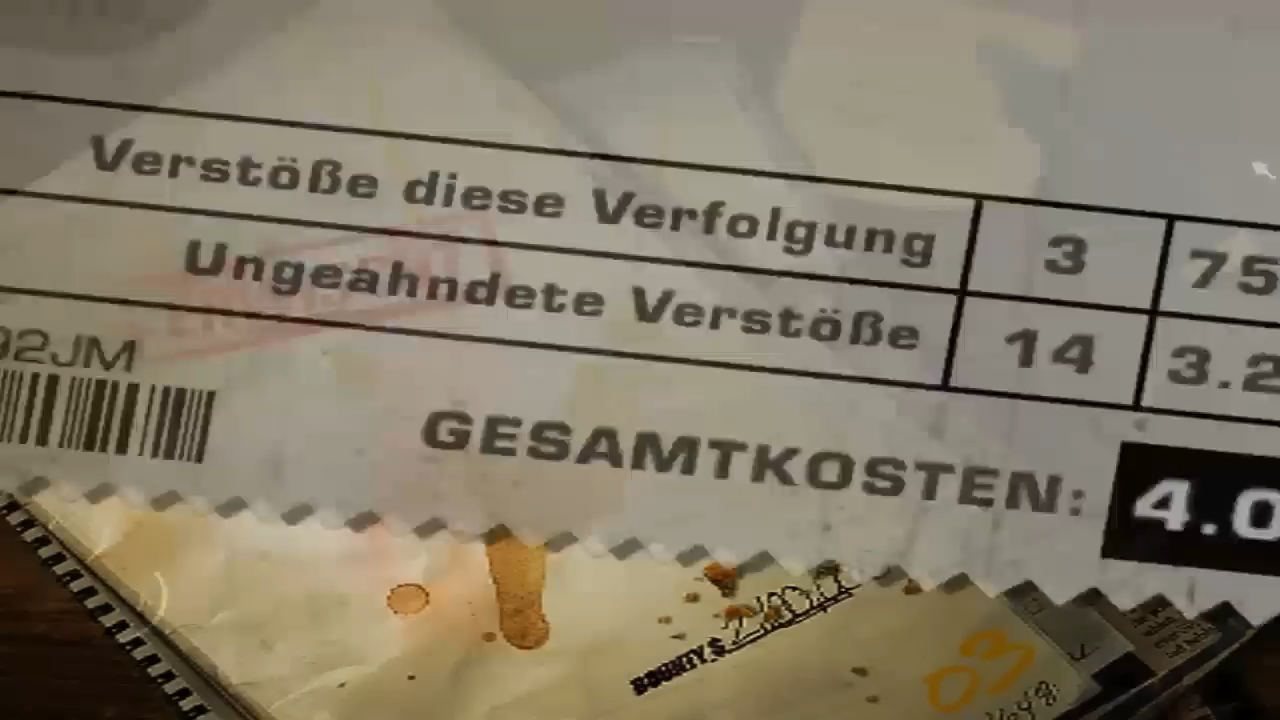 Verstöße diese Verfolgung 3 75
Ungeahndete Verstöße 14 3.2
92JM
GESAMTKOSTEN: 4.0
BOUNTY $
03